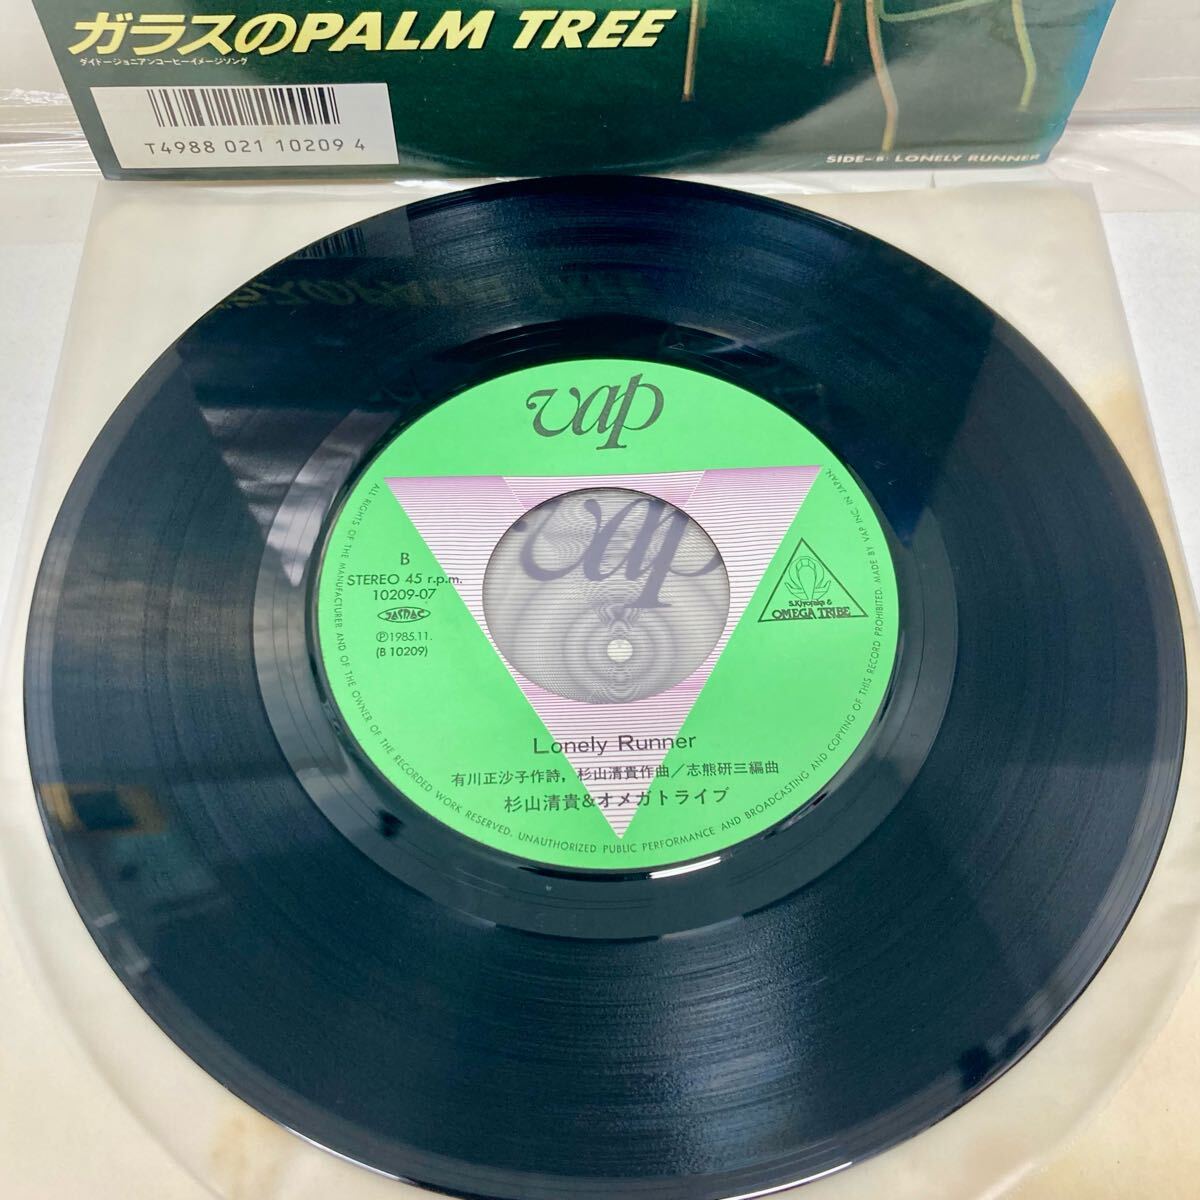 ガラスのPALM TREE
ダイドージョニアンコーヒーイメージソング
T4988 021 10209 4
SIDE-B: LONELY RUNNER
vap
B
STEREO 45 r.p.m.
10209-07
JASRAC
Ⓟ1985.11.
(B 10209)
S.Kiyotaka &
OMEGA TRIBE
Lonely Runner
有川正沙子作詩, 杉山清貴作曲/志熊研三編曲
杉山清貴&オメガトライブ
ALL RIGHTS OF THE MANUFACTURER AND OF THE OWNER OF THE RECORDED WORK RESERVED. UNAUTHORIZED PUBLIC PERFORMANCE AND BROADCASTING AND COPYING OF THIS RECORD PROHIBITED. MADE BY VAP INC. IN JAPAN.